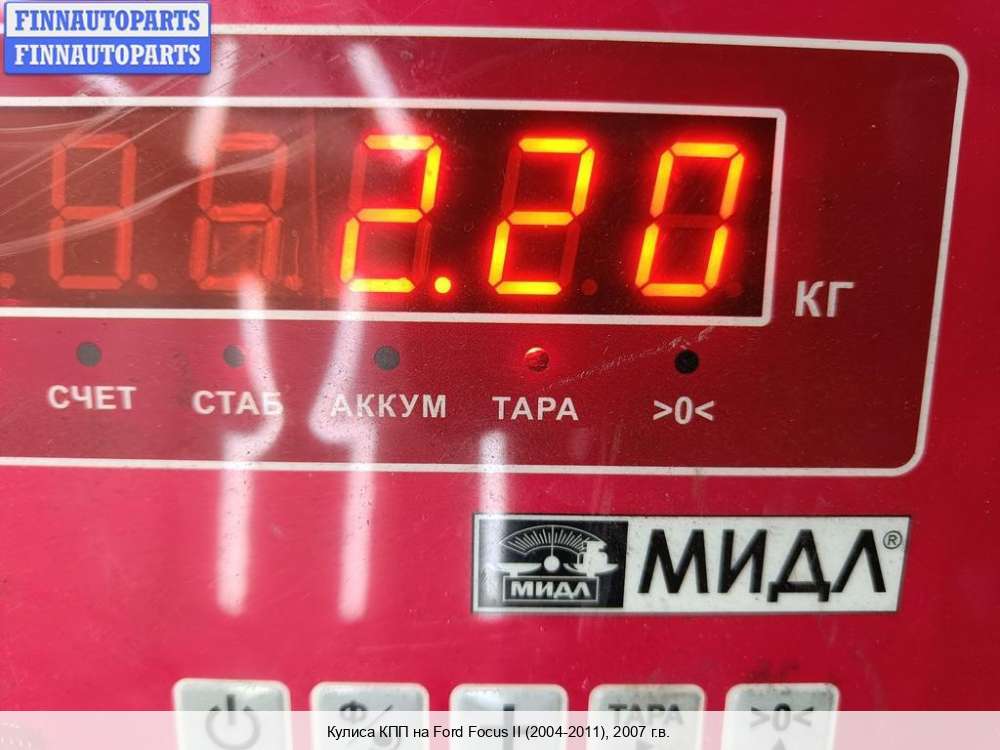 FINNAUTOPARTS
FINNAUTOPARTS
2.20
КГ
СЧЕТ СТАБ АККУМ ТАРА >0<
МИДЛ
МИДЛ®
ТАРА >0<
Кулиса КПП на Ford Focus II (2004-2011), 2007 г.в.